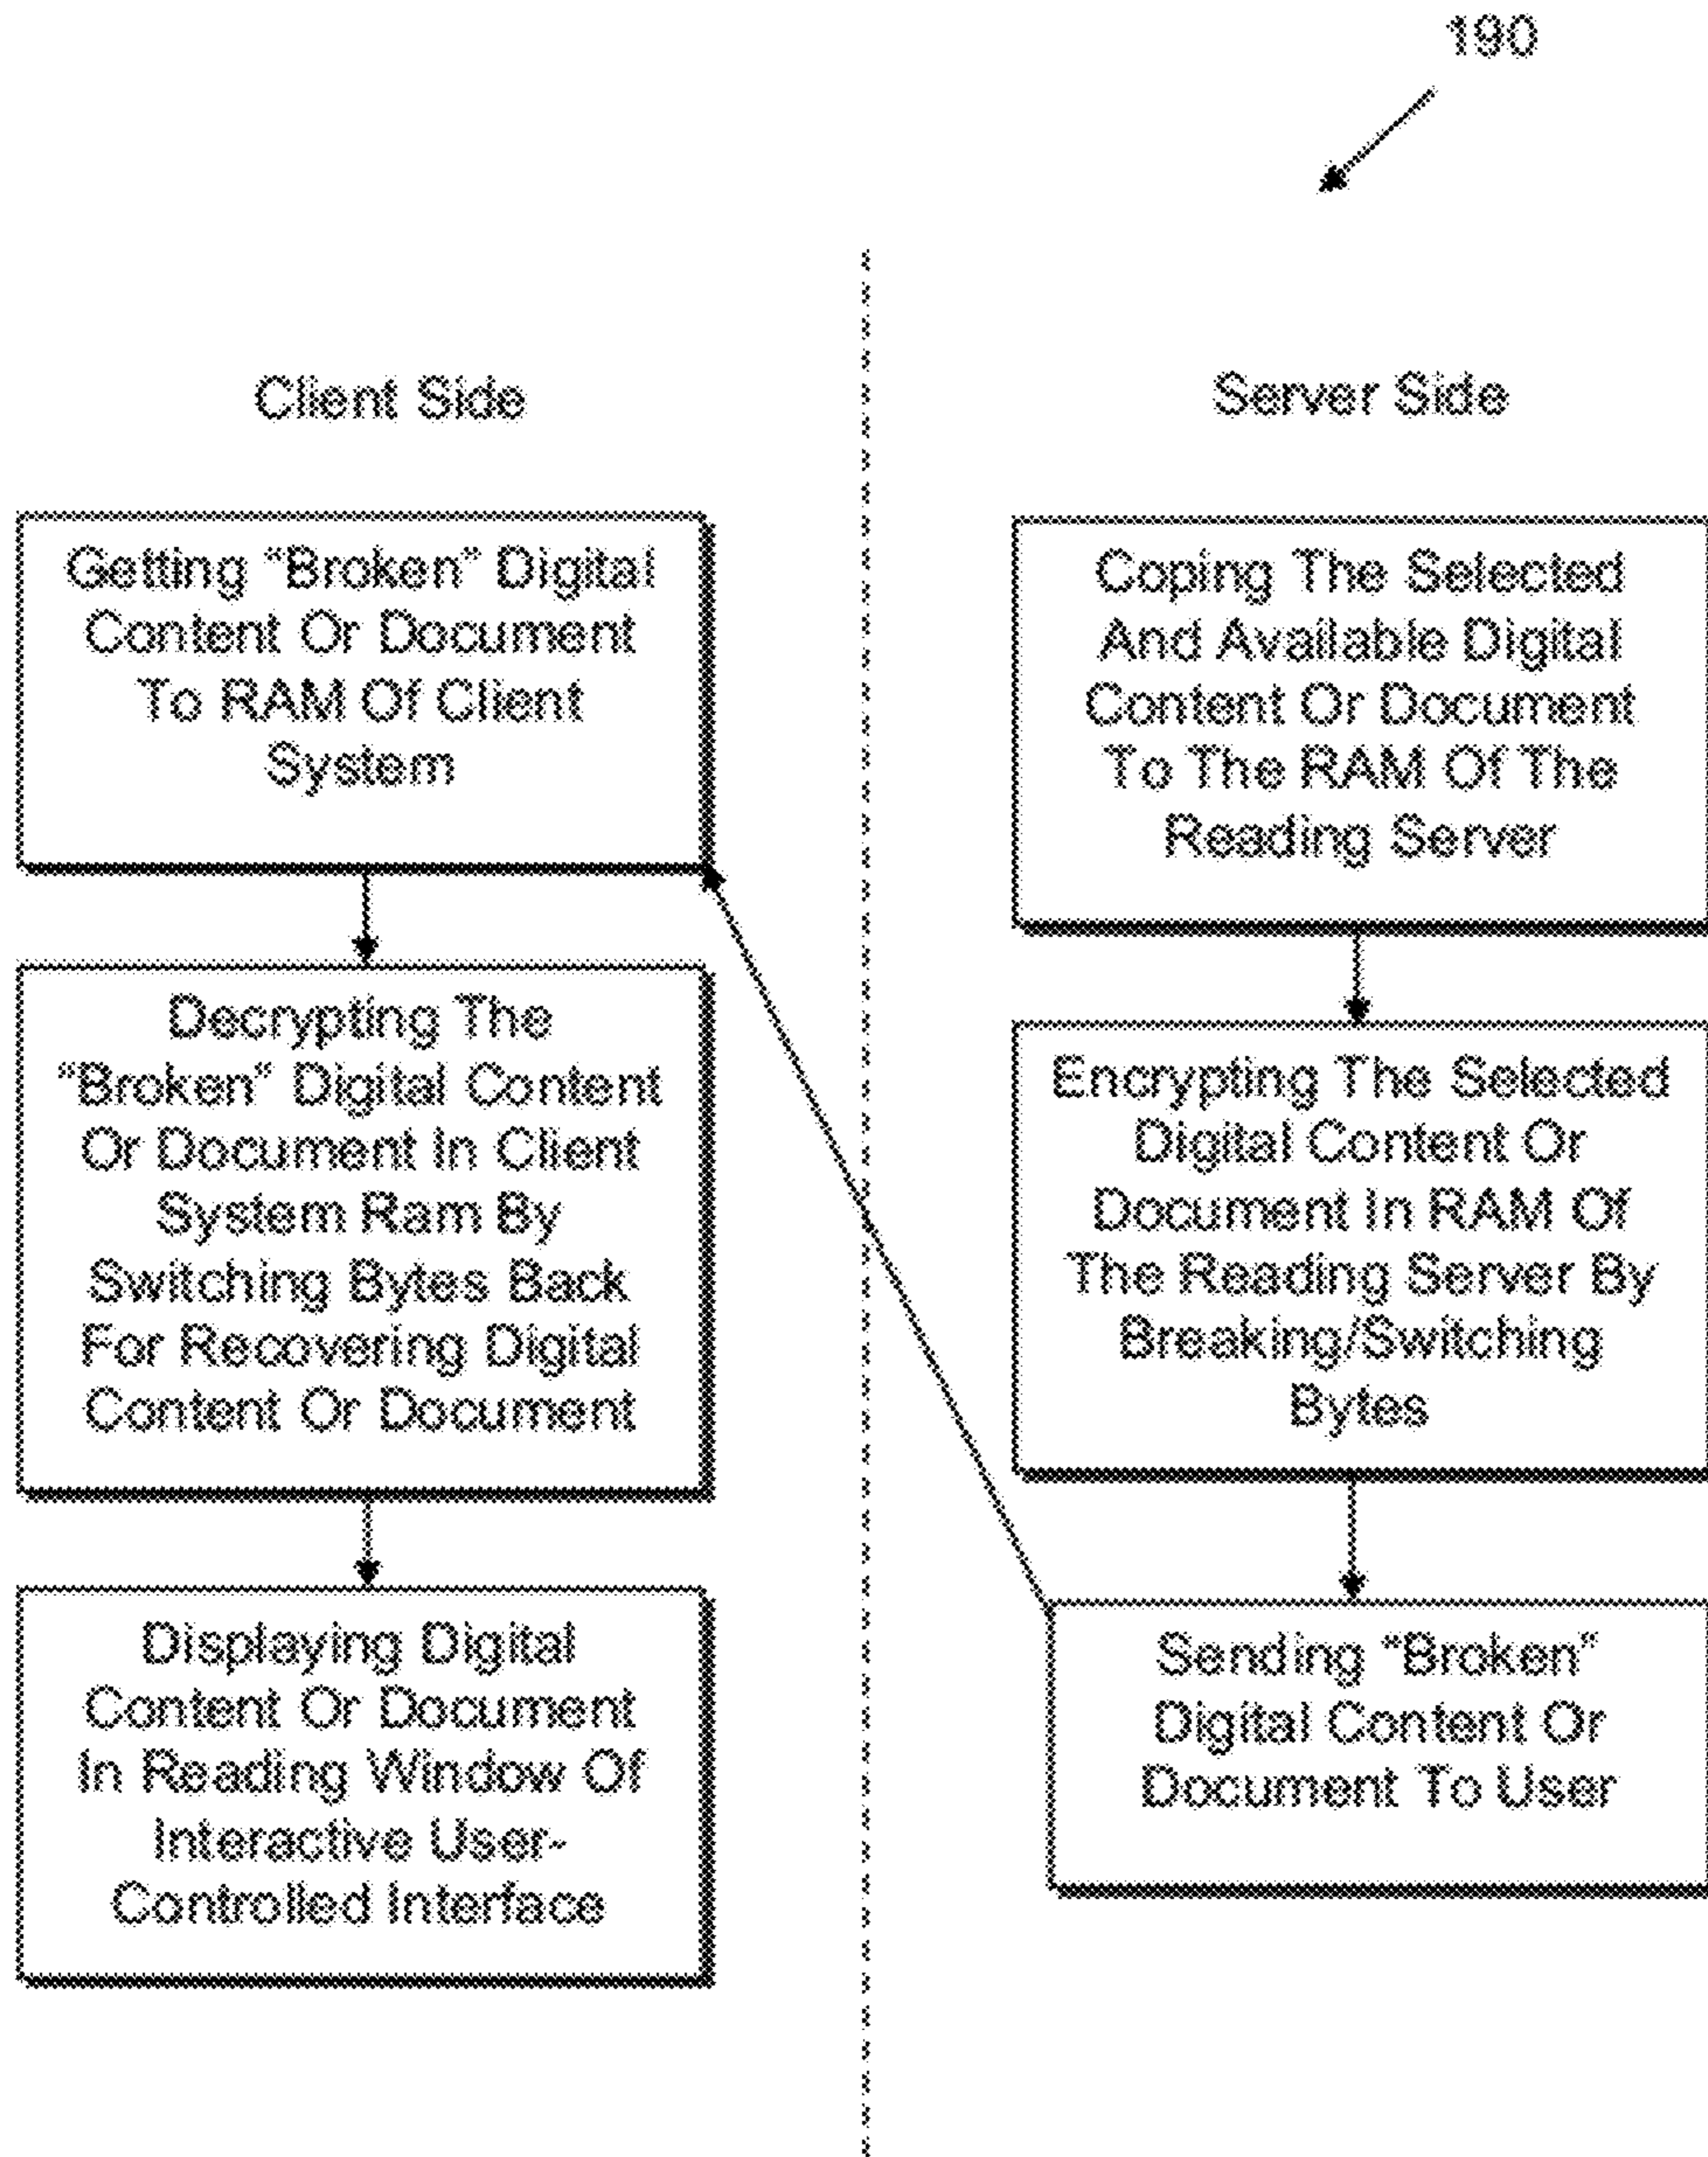 190
Client Side
Server Side
Getting "Broken" Digital
Content Or Document
To RAM Of Client
System
Decrypting The
"Broken" Digital Content
Or Document In Client
System Ram By
Switching Bytes Back
For Recovering Digital
Content Or Document
Displaying Digital
Content Or Document
In Reading Window Of
Interactive User-
Controlled Interface
Coping The Selected
And Available Digital
Content Or Document
To The RAM Of The
Reading Server
Encrypting The Selected
Digital Content Or
Document In RAM Of
The Reading Server By
Breaking/Switching
Bytes
Sending "Broken"
Digital Content Or
Document To User